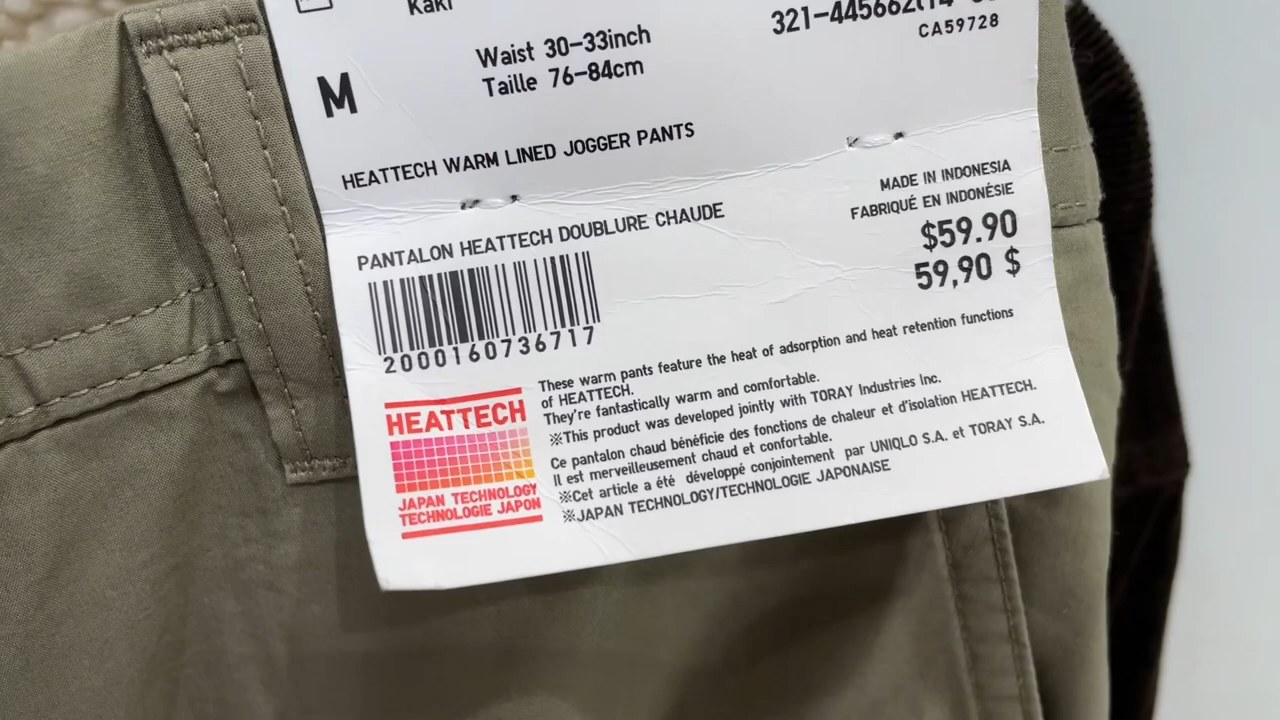 Kaki
M
Waist 30–33inch
Taille 76–84cm
CA59728
HEATTECH WARM LINED JOGGER PANTS
PANTALON HEATTECH DOUBLURE CHAUDE
MADE IN INDONESIA
FABRIQUÉ EN INDONÉSIE
$59.90
59,90 $
2000160736717
HEATTECH
JAPAN TECHNOLOGY
TECHNOLOGIE JAPON
These warm pants feature the heat of adsorption and heat retention functions
of HEATTECH.
They're fantastically warm and comfortable.
※This product was developed jointly with TORAY Industries Inc.
Ce pantalon chaud bénéficie des fonctions de chaleur et d'isolation HEATTECH.
Il est merveilleusement chaud et confortable.
※Cet article a été développé conjointement par UNIQLO S.A. et TORAY S.A.
※JAPAN TECHNOLOGY/TECHNOLOGIE JAPONAISE